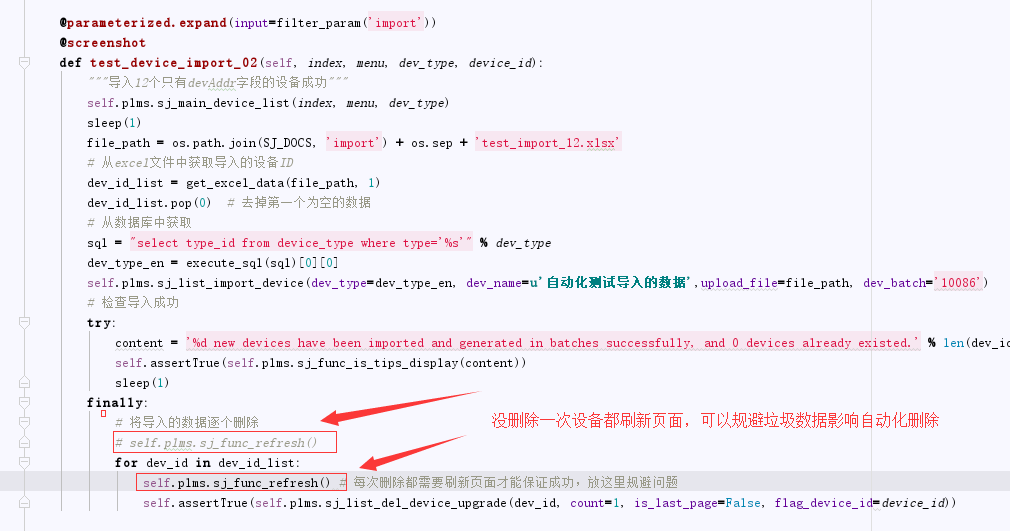 @parameterized.expand(input=filter_param('import'))
@screenshot
def test_device_import_02(self, index, menu, dev_type, device_id):
"""导入12个只有devAddr字段的设备成功"""
self.plms.sj_main_device_list(index, menu, dev_type)
sleep(1)
file_path = os.path.join(SJ_DOCS, 'import') + os.sep + 'test_import_12.xlsx'
# 从excel文件中获取导入的设备ID
dev_id_list = get_excel_data(file_path, 1)
dev_id_list.pop(0)  # 去掉第一个为空的数据
# 从数据库中获取
sql = "select type_id from device_type where type='%s'" % dev_type
dev_type_en = execute_sql(sql)[0][0]
self.plms.sj_list_import_device(dev_type=dev_type_en, dev_name=u'自动化测试导入的数据',upload_file=file_path, dev_batch='10086')
# 检查导入成功
try:
content = '%d new devices have been imported and generated in batches successfully, and 0 devices already existed.' % len(dev_id
self.assertTrue(self.plms.sj_func_is_tips_display(content))
sleep(1)
finally:
# 将导入的数据逐个删除 没删除一次设备都刷新页面，可以规避垃圾数据影响自动化删除
# self.plms.sj_func_refresh()
for dev_id in dev_id_list:
self.plms.sj_func_refresh() # 每次删除都需要刷新页面才能保证成功，放这里规避问题
self.assertTrue(self.plms.sj_list_del_device_upgrade(dev_id, count=1, is_last_page=False, flag_device_id=device_id))